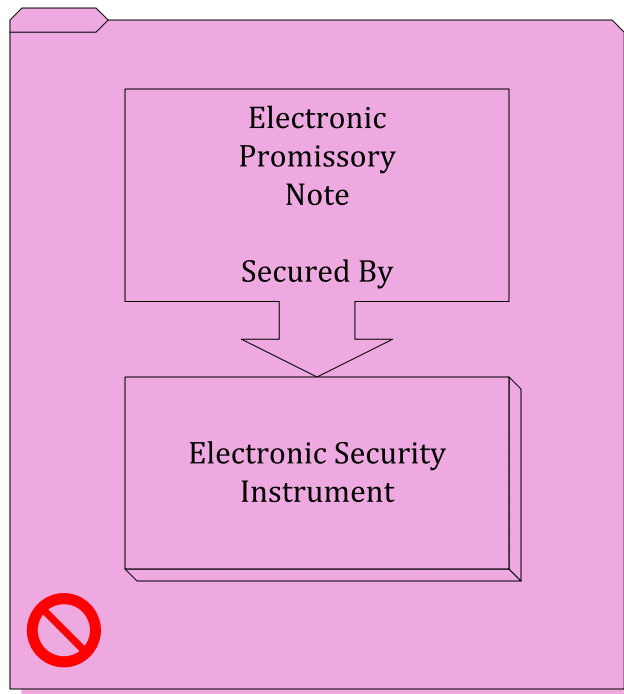 Electronic
Promissory
Note
Secured By
Electronic Security
Instrument